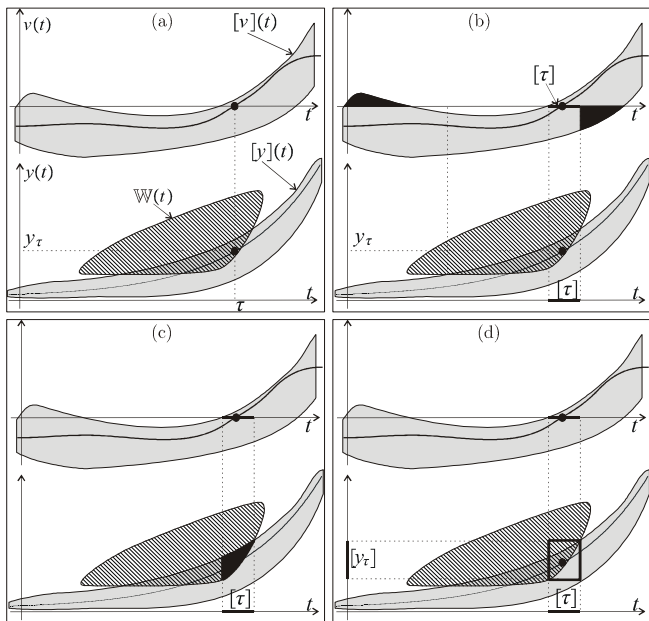 (a)
v(t)
[v](t)
t
y(t)
[y](t)
𝕎(t)
y_τ
τ
t
(b)
[τ]
t
y_τ
[τ]
t
(c)
t
[τ]
t
(d)
t
[y_τ]
[τ]
t